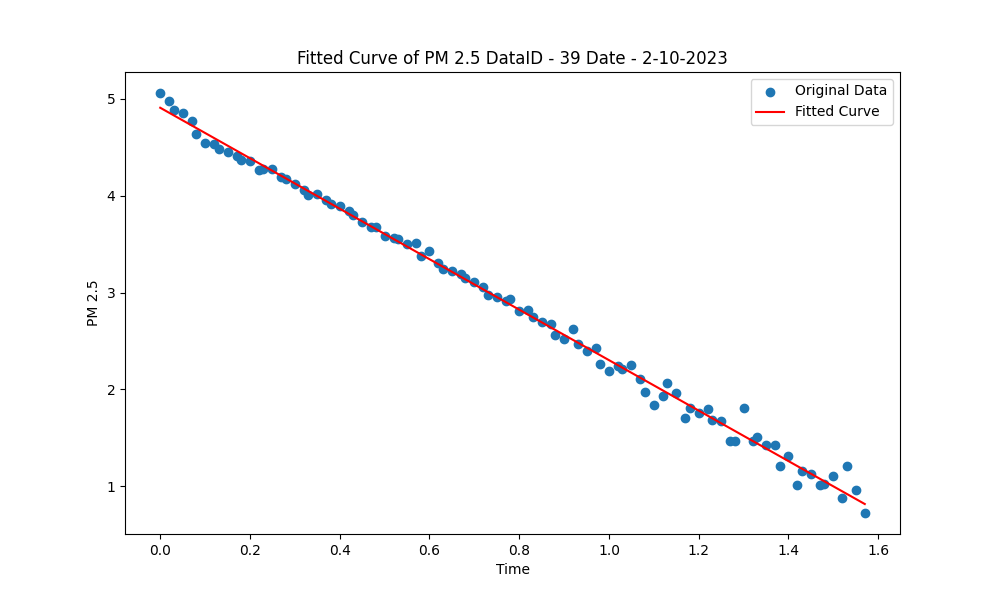 Fitted Curve of PM 2.5 DataID - 39 Date - 2-10-2023
Original Data
Fitted Curve
5
4
3
2
1
PM 2.5
0.0 0.2 0.4 0.6 0.8 1.0 1.2 1.4 1.6
Time